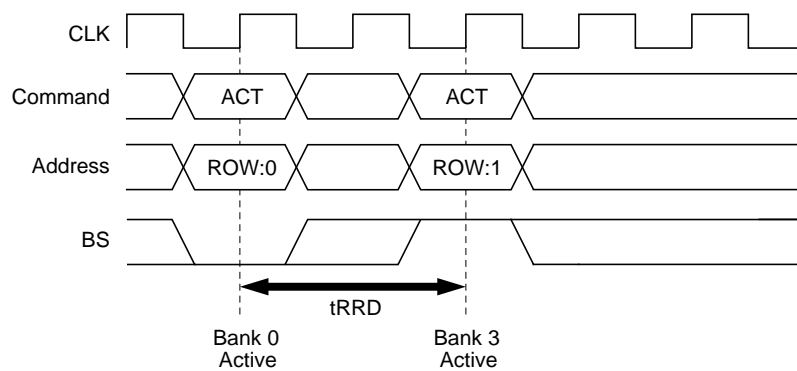 CLK
Command
ACT
ACT
Address
ROW:0
ROW:1
BS
tRRD
Bank 0
Active
Bank 3
Active